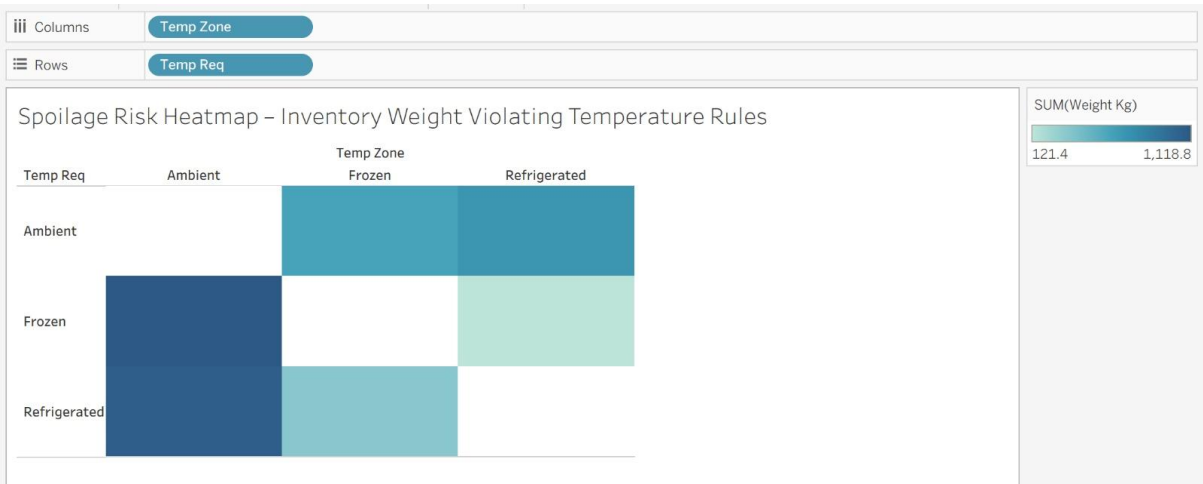 Columns Temp Zone
Rows Temp Req
Spoilage Risk Heatmap – Inventory Weight Violating Temperature Rules
Temp Zone
Temp Req Ambient Frozen Refrigerated
Ambient
Frozen
Refrigerated
SUM(Weight Kg)
121.4 1,118.8